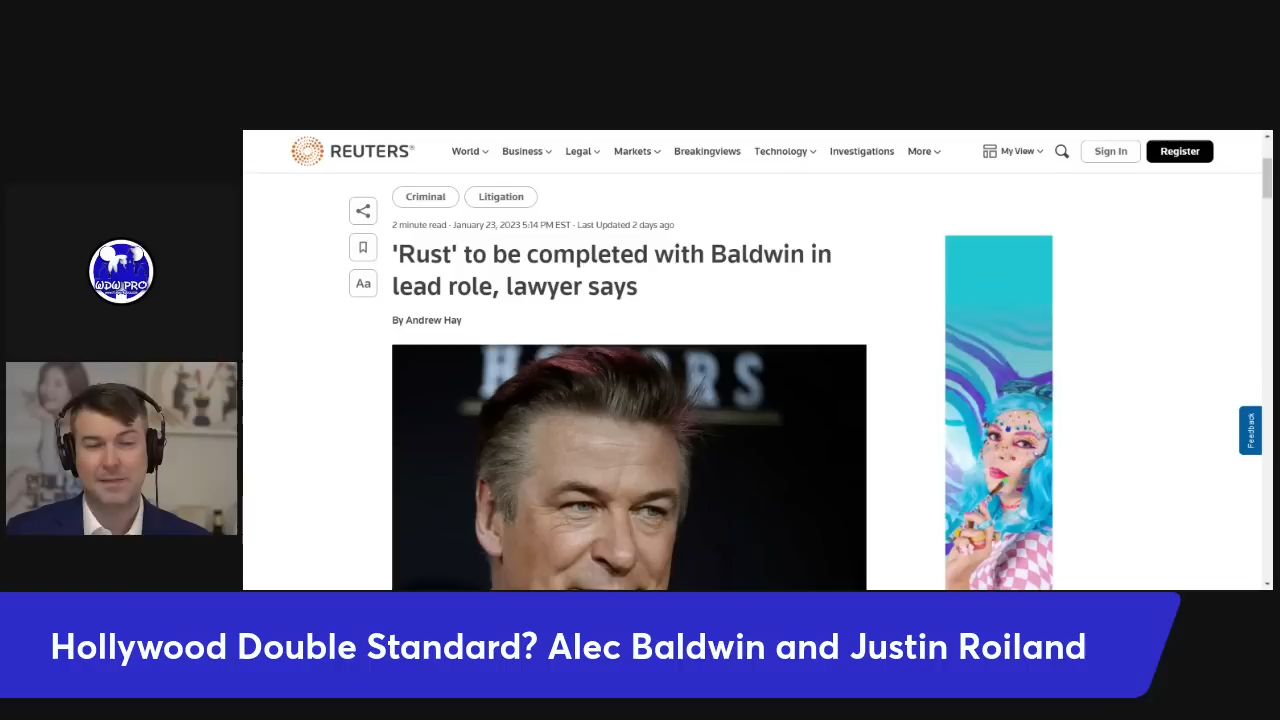 REUTERS®
World Business Legal Markets Breakingviews Technology Investigations More My View Sign In Register
Criminal Litigation
2 minute read · January 23, 2023 5:14 PM EST · Last Updated 2 days ago
'Rust' to be completed with Baldwin in
lead role, lawyer says
Aa
By Andrew Hay
WDW PRO
Feedback
Hollywood Double Standard? Alec Baldwin and Justin Roiland